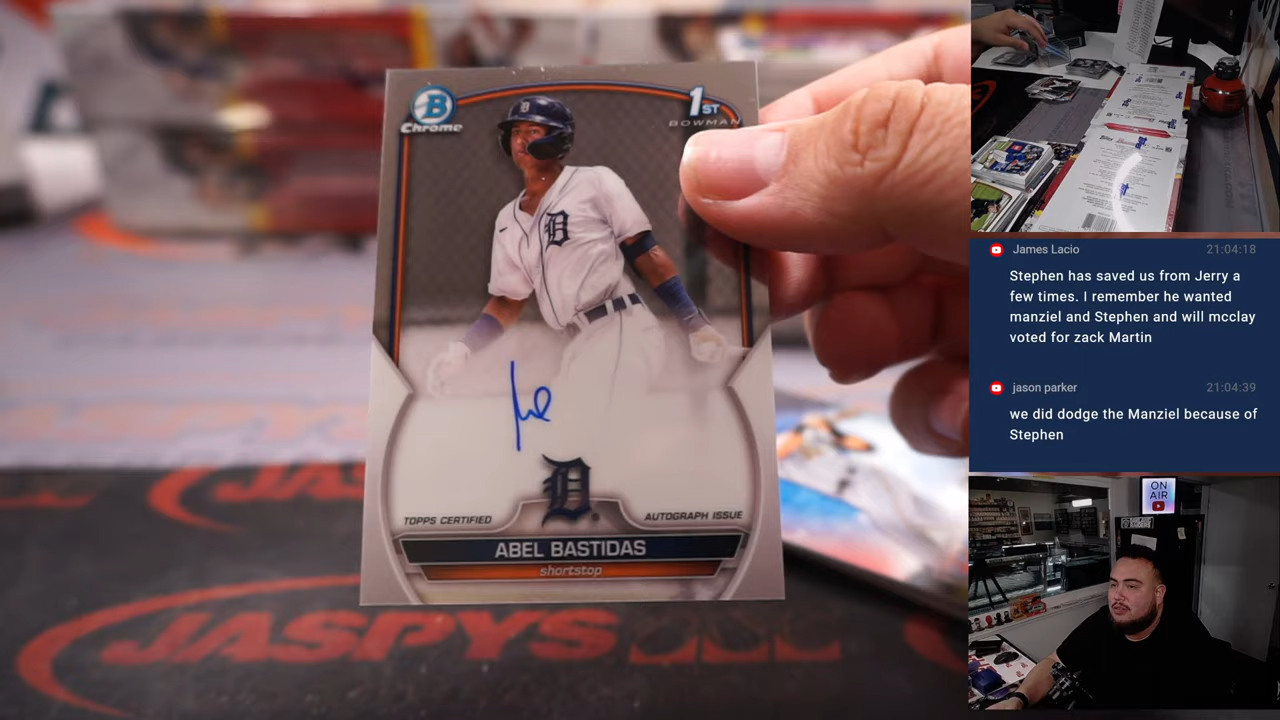 B
Chrome
1ST
BOWMAN
D
D
D
TOPPS CERTIFIED
AUTOGRAPH ISSUE
ABEL BASTIDAS
shortstop
JASPYS
James Lacio 21:04:18
Stephen has saved us from Jerry a
few times. I remember he wanted
manziel and Stephen and will mcclay
voted for zack Martin
jason parker 21:04:39
we did dodge the Manziel because of
Stephen
ON
AIR